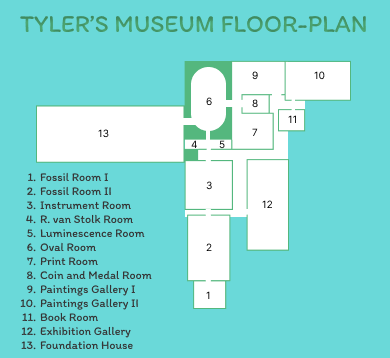 TYLER'S MUSEUM FLOOR-PLAN
9
10
6
8
11
13
7
4
5
3
12
2
1
1. Fossil Room I
2. Fossil Room II
3. Instrument Room
4. R. van Stolk Room
5. Luminescence Room
6. Oval Room
7. Print Room
8. Coin and Medal Room
9. Paintings Gallery I
10. Paintings Gallery II
11. Book Room
12. Exhibition Gallery
13. Foundation House